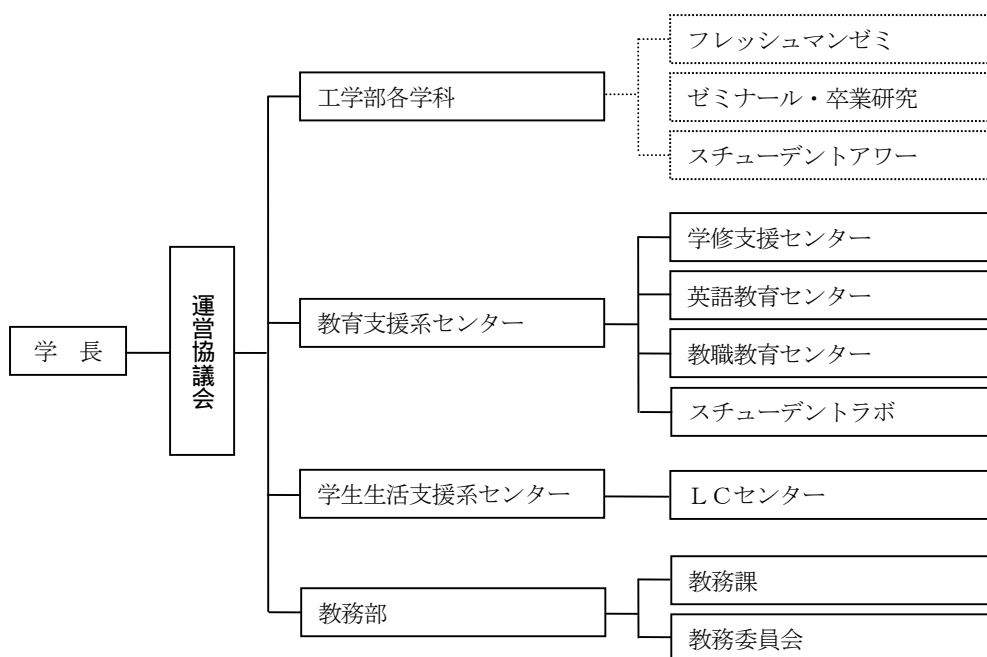 学　長
運営協議会
工学部各学科
フレッシュマンゼミ
ゼミナール・卒業研究
スチューデントアワー
教育支援系センター
学修支援センター
英語教育センター
教職教育センター
スチューデントラボ
学生生活支援系センター
ＬＣセンター
教務部
教務課
教務委員会